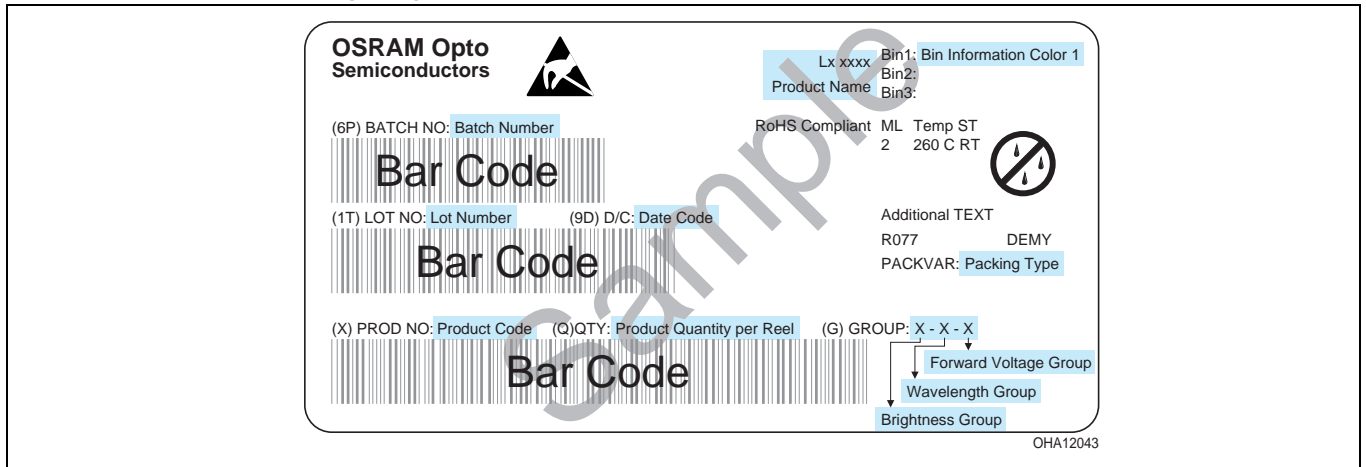 OSRAM Opto
Semiconductors
Lx xxxx
Product Name
Bin1: Bin Information Color 1
Bin2:
Bin3:
(6P) BATCH NO: Batch Number
Bar Code
RoHS Compliant
ML Temp ST
2 260 C RT
(1T) LOT NO: Lot Number (9D) D/C: Date Code
Bar Code
Additional TEXT
R077 DEMY
PACKVAR: Packing Type
(X) PROD NO: Product Code (Q)QTY: Product Quantity per Reel (G) GROUP: X - X - X
Bar Code
Forward Voltage Group
Wavelength Group
Brightness Group
Sample
OHA12043